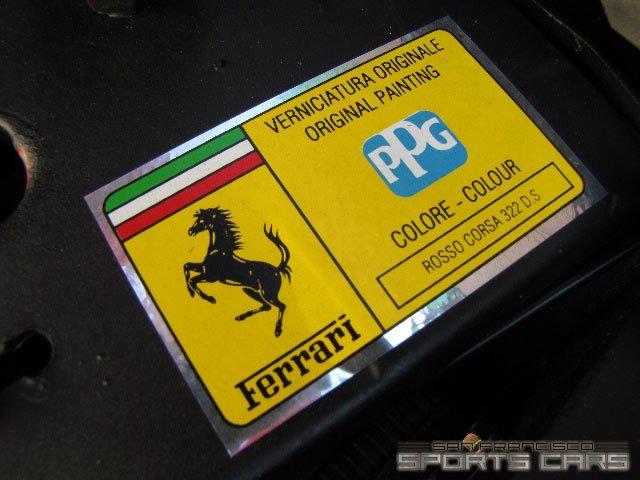 VERNICIATURA ORIGINALE
ORIGINAL PAINTING
PPG
COLORE - COLOUR
ROSSO CORSA 322 D.S
Ferrari
SAN FRANCISCO
SPORTS CARS